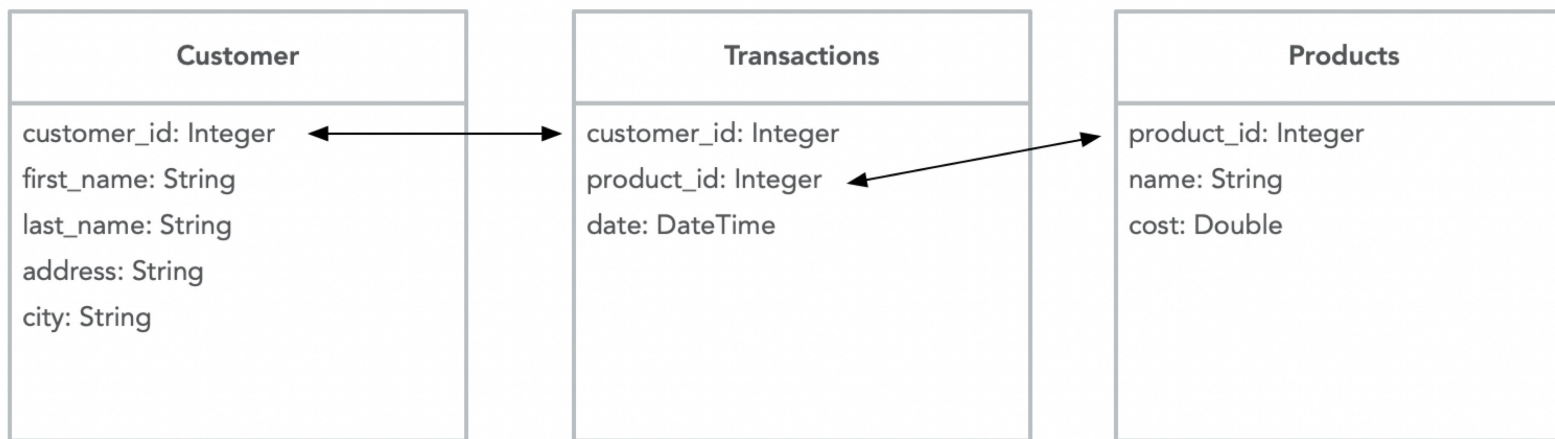 Customer
customer_id: Integer
first_name: String
last_name: String
address: String
city: String
Transactions
customer_id: Integer
product_id: Integer
date: DateTime
Products
product_id: Integer
name: String
cost: Double